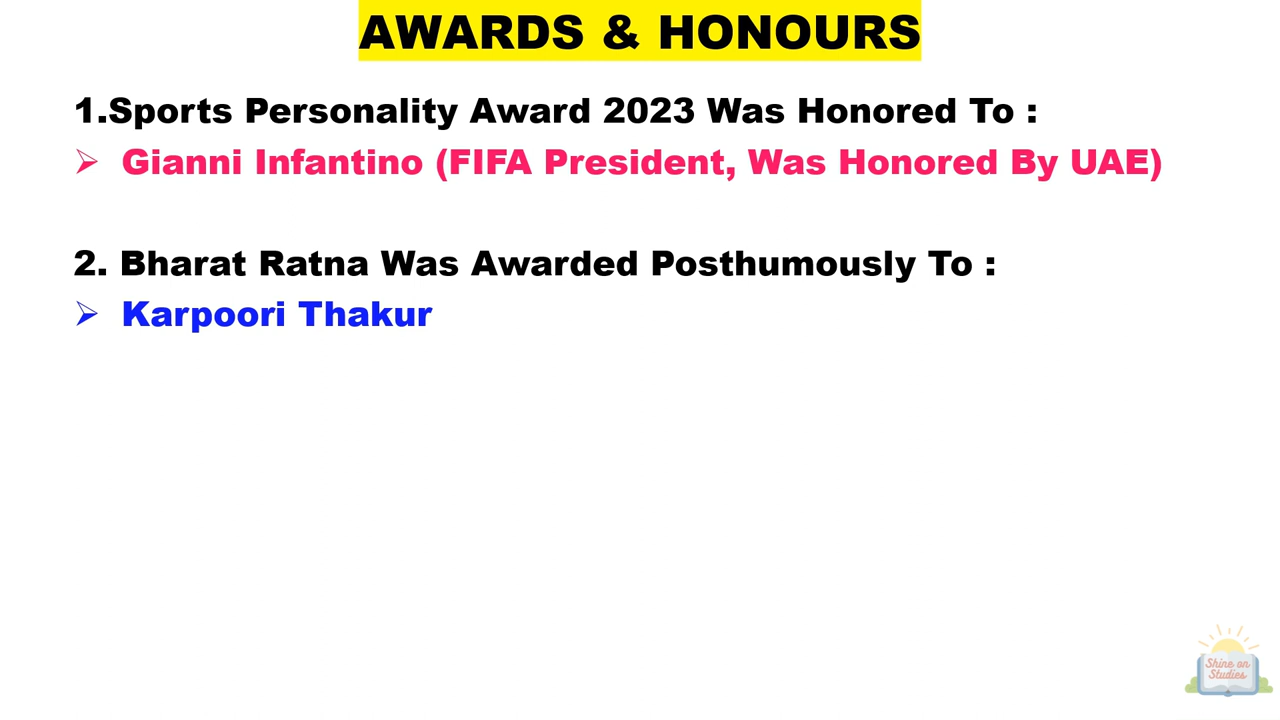 AWARDS & HONOURS
1.Sports Personality Award 2023 Was Honored To :
➢ Gianni Infantino (FIFA President, Was Honored By UAE)
2. Bharat Ratna Was Awarded Posthumously To :
➢ Karpoori Thakur
Shine on
Studies